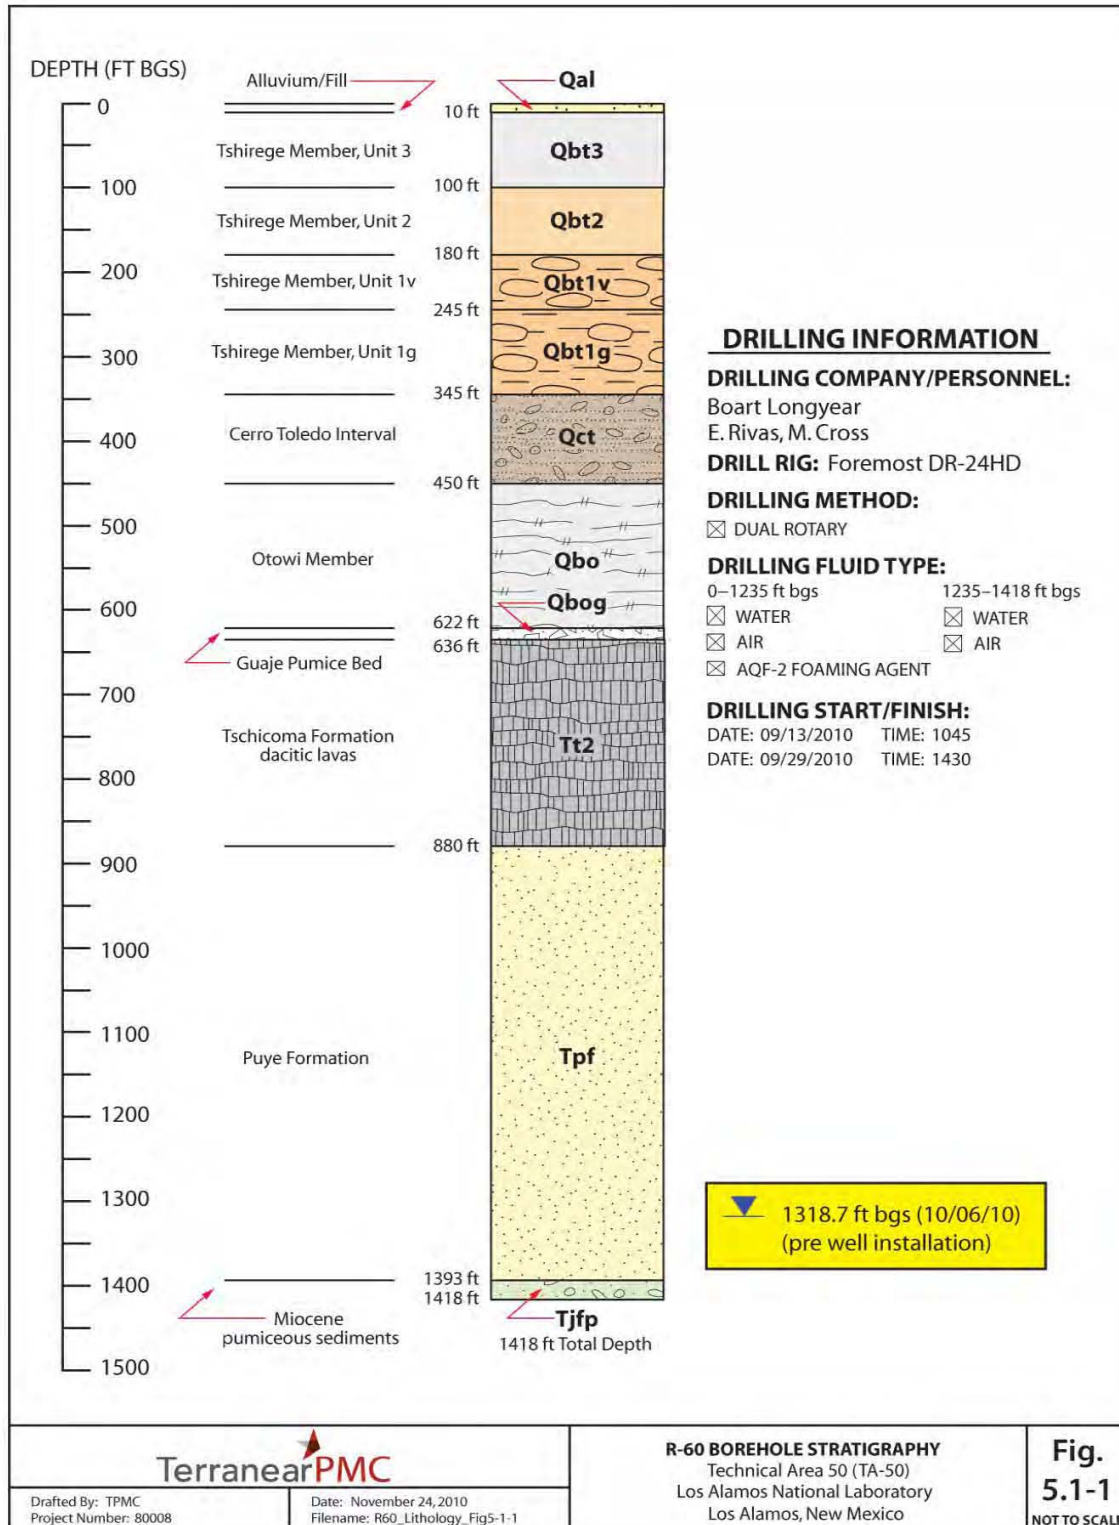 DEPTH (FT BGS)
0
100
200
300
400
500
600
700
800
900
1000
1100
1200
1300
1400
1500
Alluvium/Fill
Tshirege Member, Unit 3
Tshirege Member, Unit 2
Tshirege Member, Unit 1v
Tshirege Member, Unit 1g
Cerro Toledo Interval
Otowi Member
Guaje Pumice Bed
Tschicoma Formation
dacitic lavas
Puye Formation
Miocene
pumiceous sediments
10 ft
100 ft
180 ft
245 ft
345 ft
450 ft
622 ft
636 ft
880 ft
1393 ft
1418 ft
Qal
Qbt3
Qbt2
Qbt1v
Qbt1g
Qct
Qbo
Qbog
Tt2
Tpf
Tjfp
1418 ft Total Depth
DRILLING INFORMATION
DRILLING COMPANY/PERSONNEL:
Boart Longyear
E. Rivas, M. Cross
DRILL RIG: Foremost DR-24HD
DRILLING METHOD:
DUAL ROTARY
DRILLING FLUID TYPE:
0–1235 ft bgs
WATER
AIR
AQF-2 FOAMING AGENT
1235–1418 ft bgs
WATER
AIR
DRILLING START/FINISH:
DATE: 09/13/2010 TIME: 1045
DATE: 09/29/2010 TIME: 1430
1318.7 ft bgs (10/06/10)
(pre well installation)
TerranearPMC
Drafted By: TPMC
Project Number: 80008
Date: November 24, 2010
Filename: R60_Lithology_Fig5-1-1
R-60 BOREHOLE STRATIGRAPHY
Technical Area 50 (TA-50)
Los Alamos National Laboratory
Los Alamos, New Mexico
Fig.
5.1-1
NOT TO SCALE